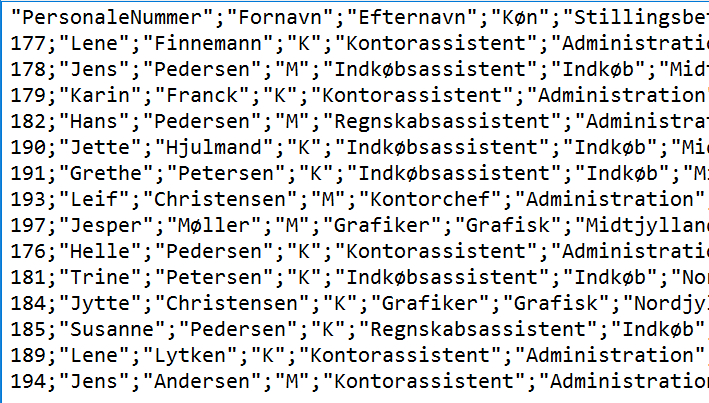 "PersonaleNummer";"Fornavn";"Efternavn";"Køn";"Stillingsbet
177;"Lene";"Finnemann";"K";"Kontorassistent";"Administratio
178;"Jens";"Pedersen";"M";"Indkøbsassistent";"Indkøb";"Midt
179;"Karin";"Franck";"K";"Kontorassistent";"Administration"
182;"Hans";"Pedersen";"M";"Regnskabsassistent";"Administrat
190;"Jette";"Hjulmand";"K";"Indkøbsassistent";"Indkøb";"Mid
191;"Grethe";"Petersen";"K";"Indkøbsassistent";"Indkøb";"Mi
193;"Leif";"Christensen";"M";"Kontorchef";"Administration";
197;"Jesper";"Møller";"M";"Grafiker";"Grafisk";"Midtjylland
176;"Helle";"Pedersen";"K";"Kontorassistent";"Administratio
181;"Trine";"Petersen";"K";"Indkøbsassistent";"Indkøb";"Nor
184;"Jytte";"Christensen";"K";"Grafiker";"Grafisk";"Nordjyl
185;"Susanne";"Pedersen";"K";"Regnskabsassistent";"Indkøb";
189;"Lene";"Lytken";"K";"Kontorassistent";"Administration";
194;"Jens";"Andersen";"M";"Kontorassistent";"Administration